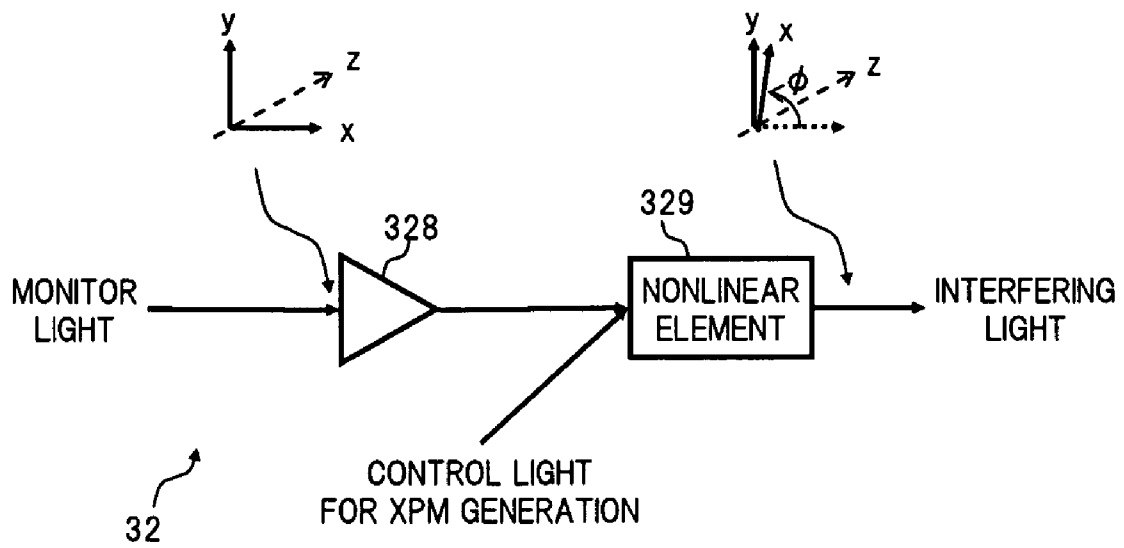 y
z
x
y
x
ϕ
z
328
329
MONITOR
LIGHT
NONLINEAR
ELEMENT
INTERFERING
LIGHT
CONTROL LIGHT
FOR XPM GENERATION
32